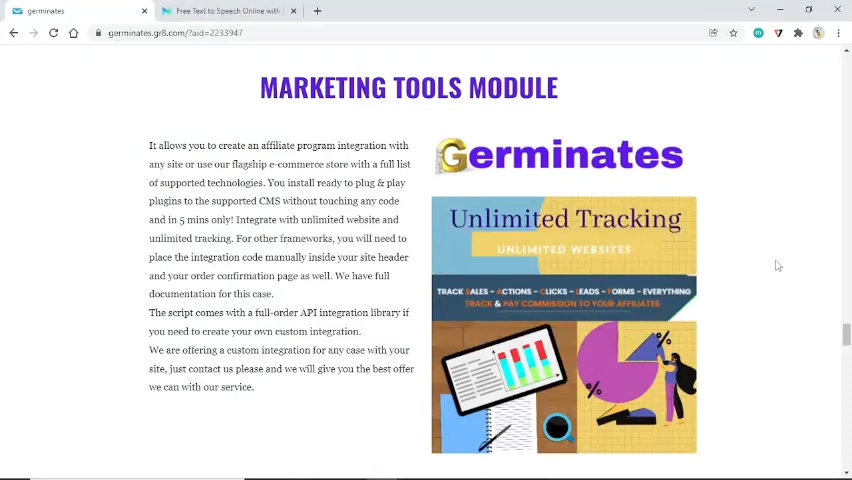 germinates
Free Text to Speech Online with
germinates.gr8.com/?aid=2233947
MARKETING TOOLS MODULE
It allows you to create an affiliate program integration with
any site or use our flagship e-commerce store with a full list
of supported technologies. You install ready to plug & play
plugins to the supported CMS without touching any code
and in 5 mins only! Integrate with unlimited website and
unlimited tracking. For other frameworks, you will need to
place the integration code manually inside your site header
and your order confirmation page as well. We have full
documentation for this case.
The script comes with a full-order API integration library if
you need to create your own custom integration.
We are offering a custom integration for any case with your
site, just contact us please and we will give you the best offer
we can with our service.
Germinates
Unlimited Tracking
UNLIMITED WEBSITES
TRACK SALES - ACTIONS - CLICKS - LEADS - FORMS - EVERYTHING
TRACK & PAY COMMISSION TO YOUR AFFILIATES
%
%